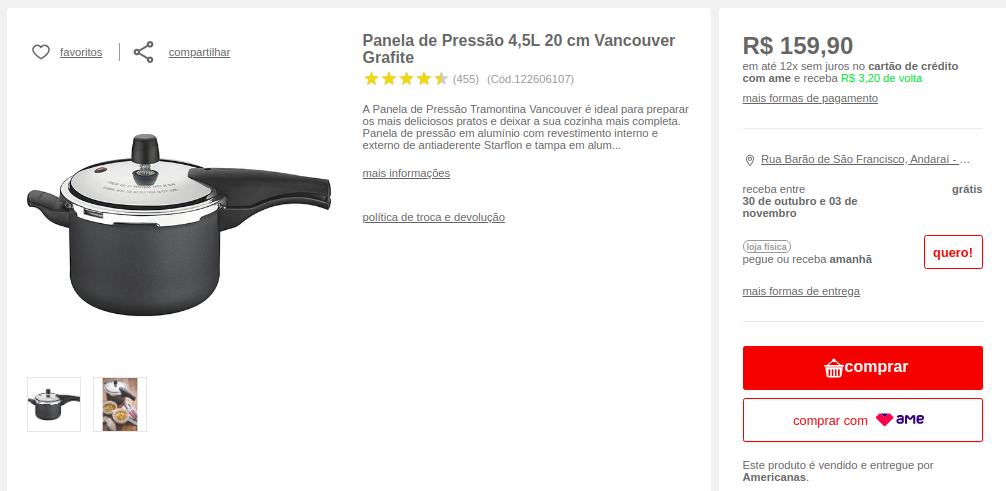 favoritos
compartilhar
Panela de Pressão 4,5L 20 cm Vancouver
Grafite
(455) (Cód.122606107)
A Panela de Pressão Tramontina Vancouver é ideal para preparar
os mais deliciosos pratos e deixar a sua cozinha mais completa.
Panela de pressão em alumínio com revestimento interno e
externo de antiaderente Starflon e tampa em alum...
mais informações
política de troca e devolução
R$ 159,90
em até 12x sem juros no cartão de crédito
com ame e receba R$ 3,20 de volta
mais formas de pagamento
Rua Barão de São Francisco, Andaraí - ...
receba entre grátis
30 de outubro e 03 de
novembro
loja física
pegue ou receba amanhã
quero!
mais formas de entrega
comprar
comprar com ame
Este produto é vendido e entregue por
Americanas.